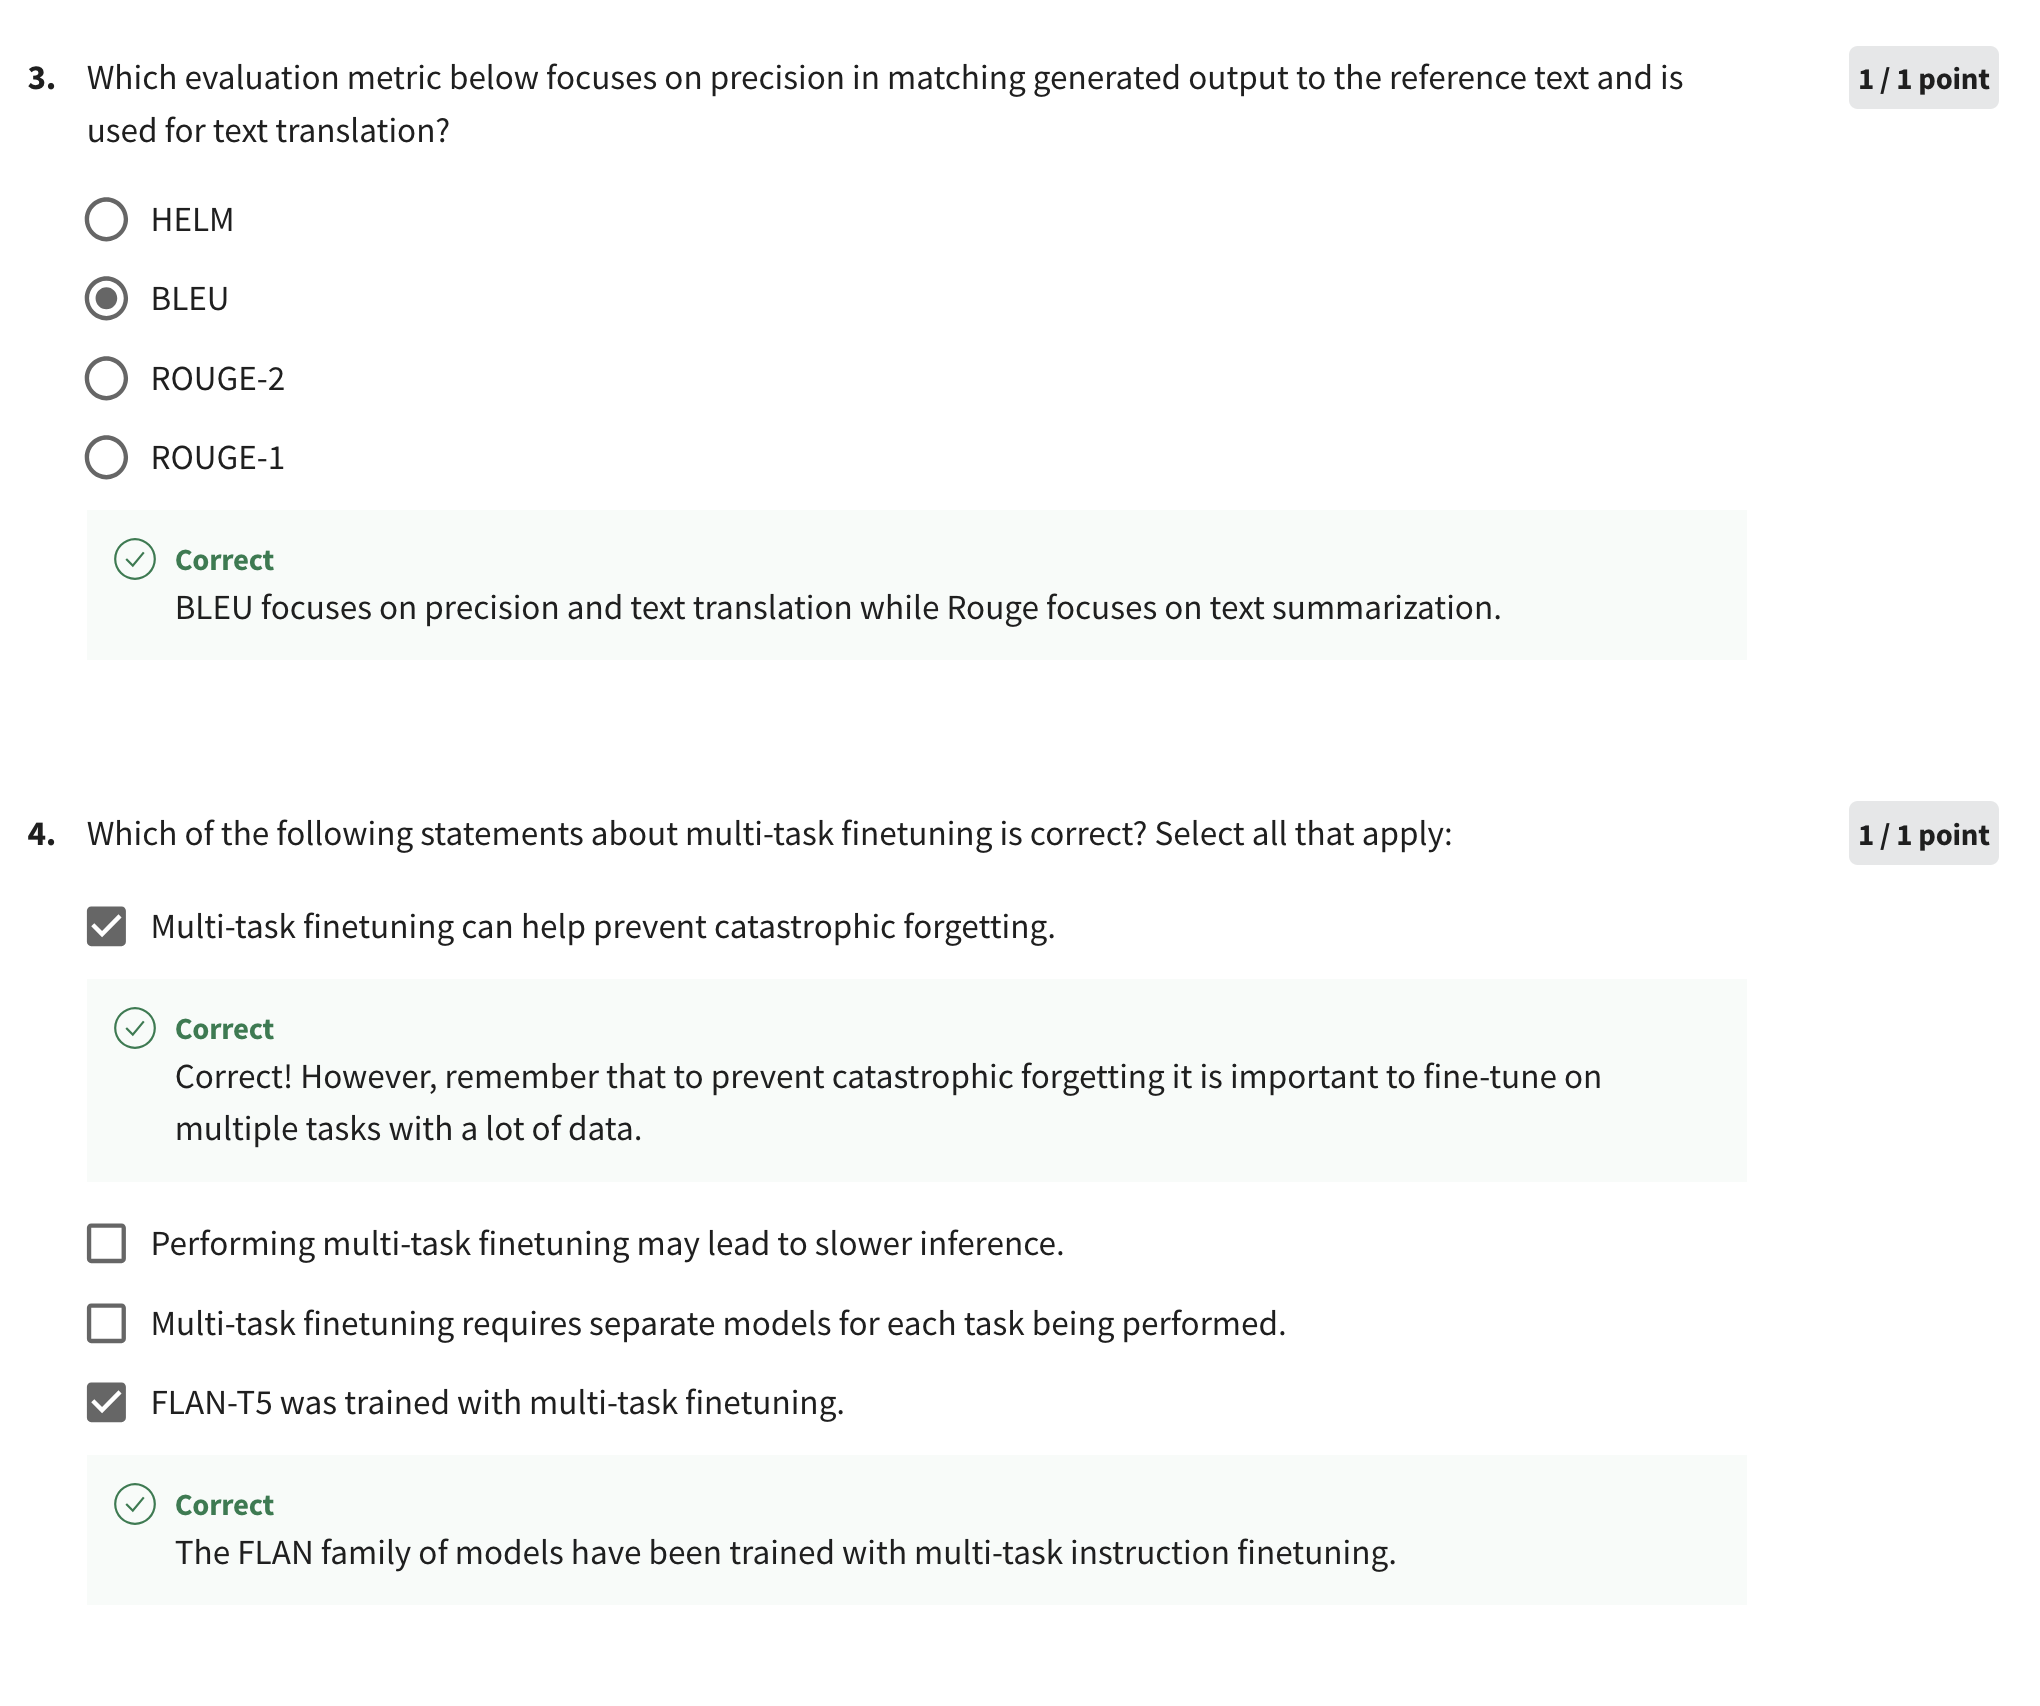 3. Which evaluation metric below focuses on precision in matching generated output to the reference text and is
1 / 1 point
used for text translation?
HELM
BLEU
ROUGE-2
ROUGE-1
Correct
BLEU focuses on precision and text translation while Rouge focuses on text summarization.
4. Which of the following statements about multi-task finetuning is correct? Select all that apply:
1 / 1 point
Multi-task finetuning can help prevent catastrophic forgetting.
Correct
Correct! However, remember that to prevent catastrophic forgetting it is important to fine-tune on
multiple tasks with a lot of data.
Performing multi-task finetuning may lead to slower inference.
Multi-task finetuning requires separate models for each task being performed.
FLAN-T5 was trained with multi-task finetuning.
Correct
The FLAN family of models have been trained with multi-task instruction finetuning.